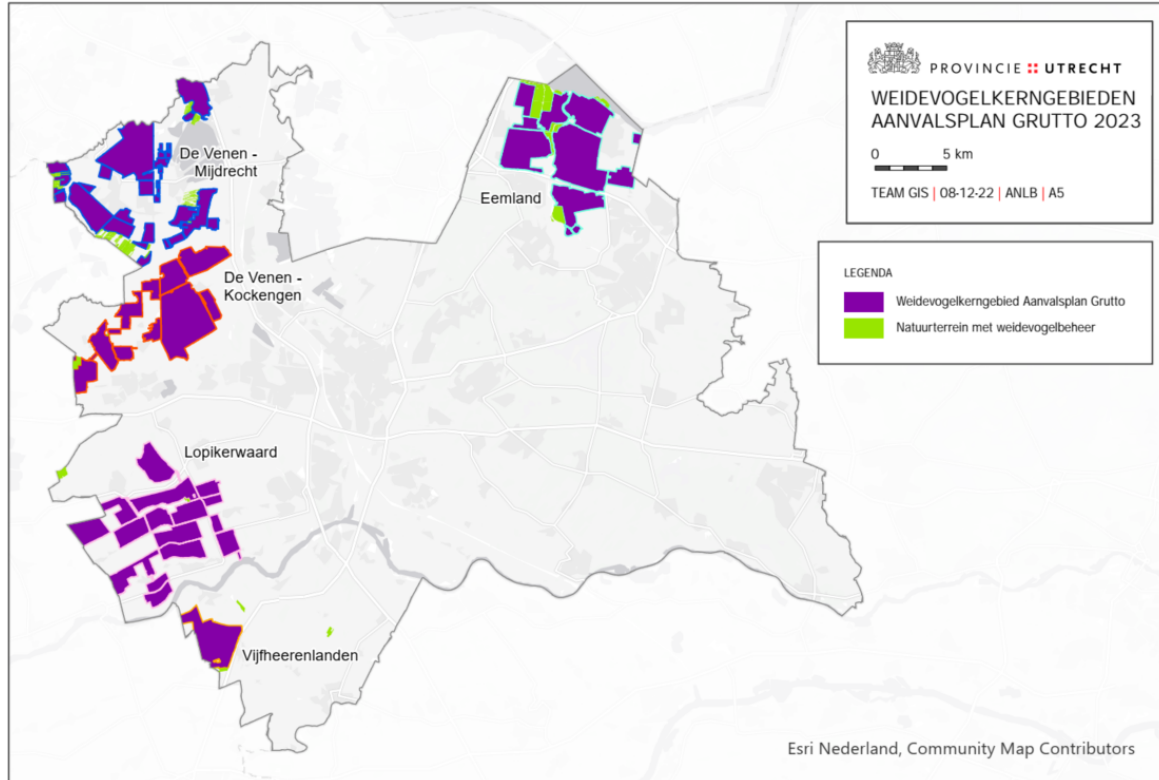 PROVINCIE UTRECHT
WEIDEVOGELKERNGEBIEDEN
AANVALSPLAN GRUTTO 2023
0 5 km
TEAM GIS | 08-12-22 | ANLB | A5
LEGENDA
Weidevogelkerngebied Aanvalsplan Grutto
Natuurterrein met weidevogelbeheer
De Venen -
Mijdrecht
Eemland
De Venen -
Kockengen
Lopikerwaard
Vijfheerenlanden
Esri Nederland, Community Map Contributors